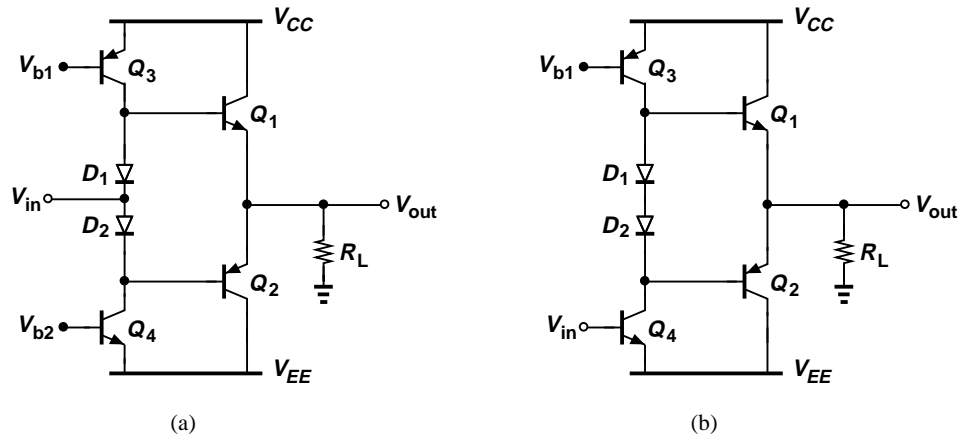 V_CC
V_b1
Q_3
Q_1
D_1
V_in
D_2
V_out
R_L
Q_2
V_b2
Q_4
V_EE
(a)
V_CC
V_b1
Q_3
Q_1
D_1
D_2
V_out
R_L
Q_2
V_in
Q_4
V_EE
(b)